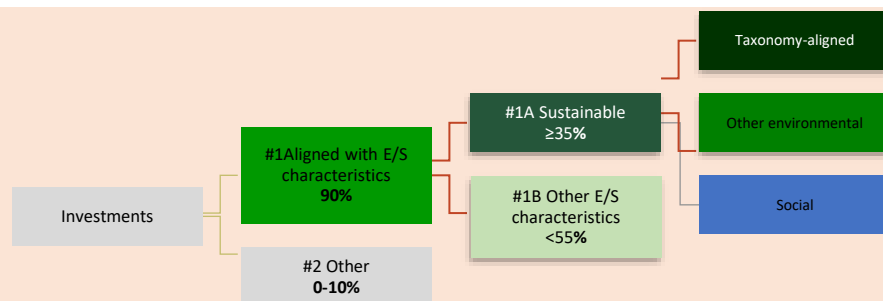 Investments
#1Aligned with E/S
characteristics
90%
#2 Other
0-10%
#1A Sustainable
≥35%
#1B Other E/S
characteristics
<55%
Taxonomy-aligned
Other environmental
Social